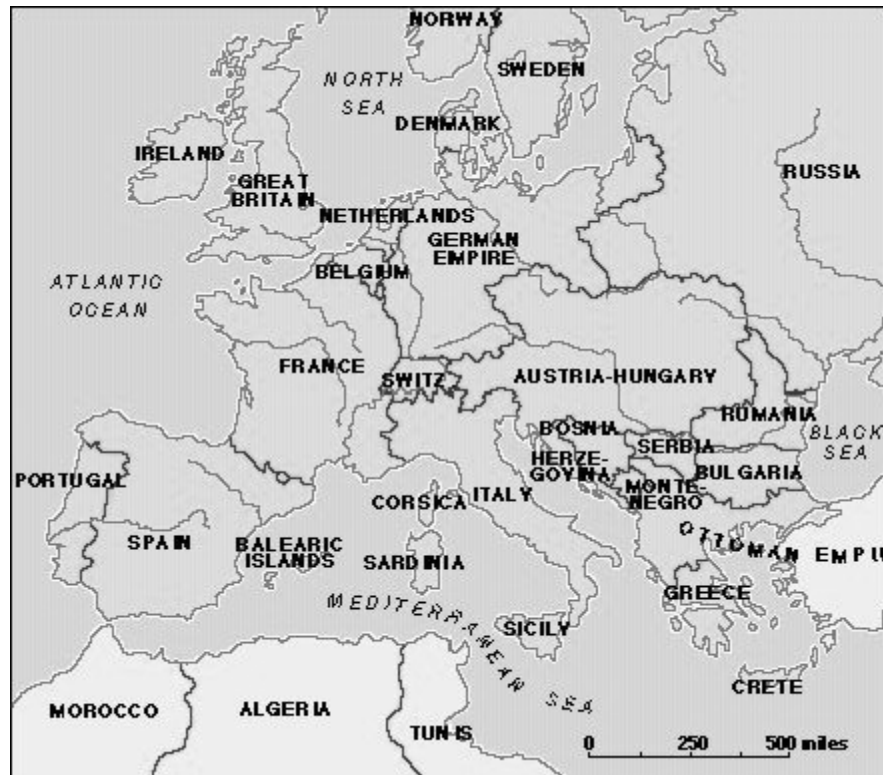 NORWAY
SWEDEN
NORTH
SEA
DENMARK
IRELAND
GREAT
BRITAIN
RUSSIA
NETHERLANDS
GERMAN
EMPIRE
BELGIUM
ATLANTIC
OCEAN
FRANCE
SWITZ
AUSTRIA-HUNGARY
RUMANIA
BLACK
SEA
BOSNIA
HERZE-
GOVINA
SERBIA
BULGARIA
MONTE-
NEGRO
PORTUGAL
SPAIN
CORSICA
ITALY
BALEARIC
ISLANDS
SARDINIA
OTTOMAN EMPU
GREECE
MEDITERRANEAN SEA
SICILY
CRETE
MOROCCO
ALGERIA
TUNIS
0 250 500 miles